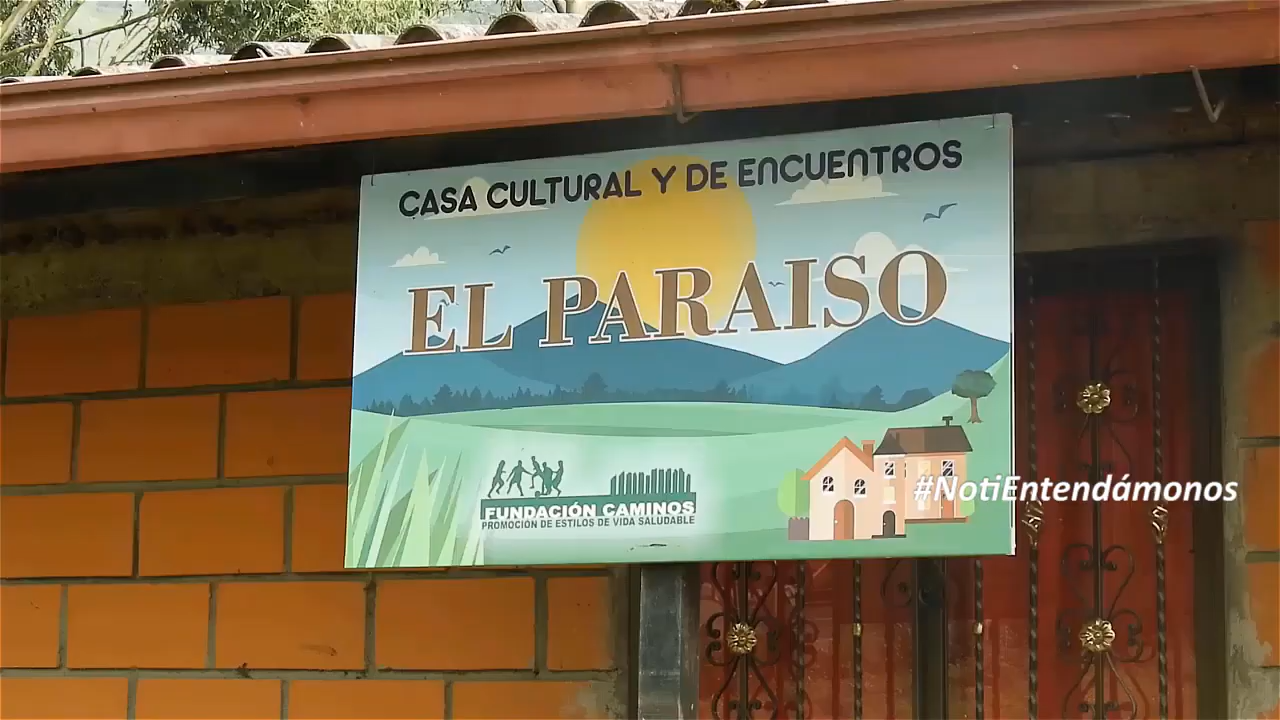 CASA CULTURAL Y DE ENCUENTROS
EL PARAISO
FUNDACIÓN CAMINOS
PROMOCIÓN DE ESTILOS DE VIDA SALUDABLE
#NotiEntendámonos